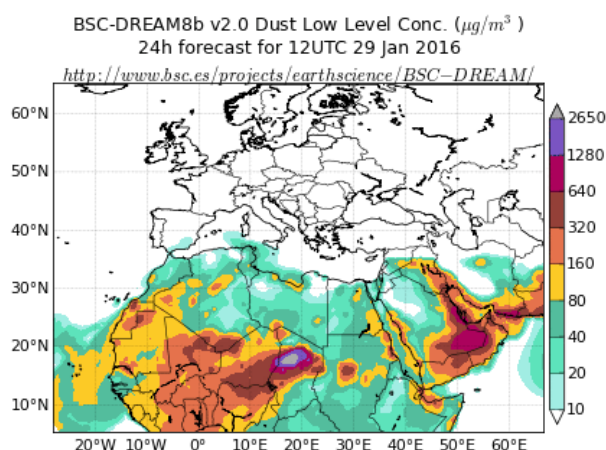 BSC-DREAM8b v2.0 Dust Low Level Conc. (μg/m³ )
24h forecast for 12UTC 29 Jan 2016
http://www.bsc.es/projects/earthscience/BSC−DREAM/
60°N
50°N
40°N
30°N
20°N
10°N
20°W 10°W 0° 10°E 20°E 30°E 40°E 50°E 60°E
2650
1280
640
320
160
80
40
20
10